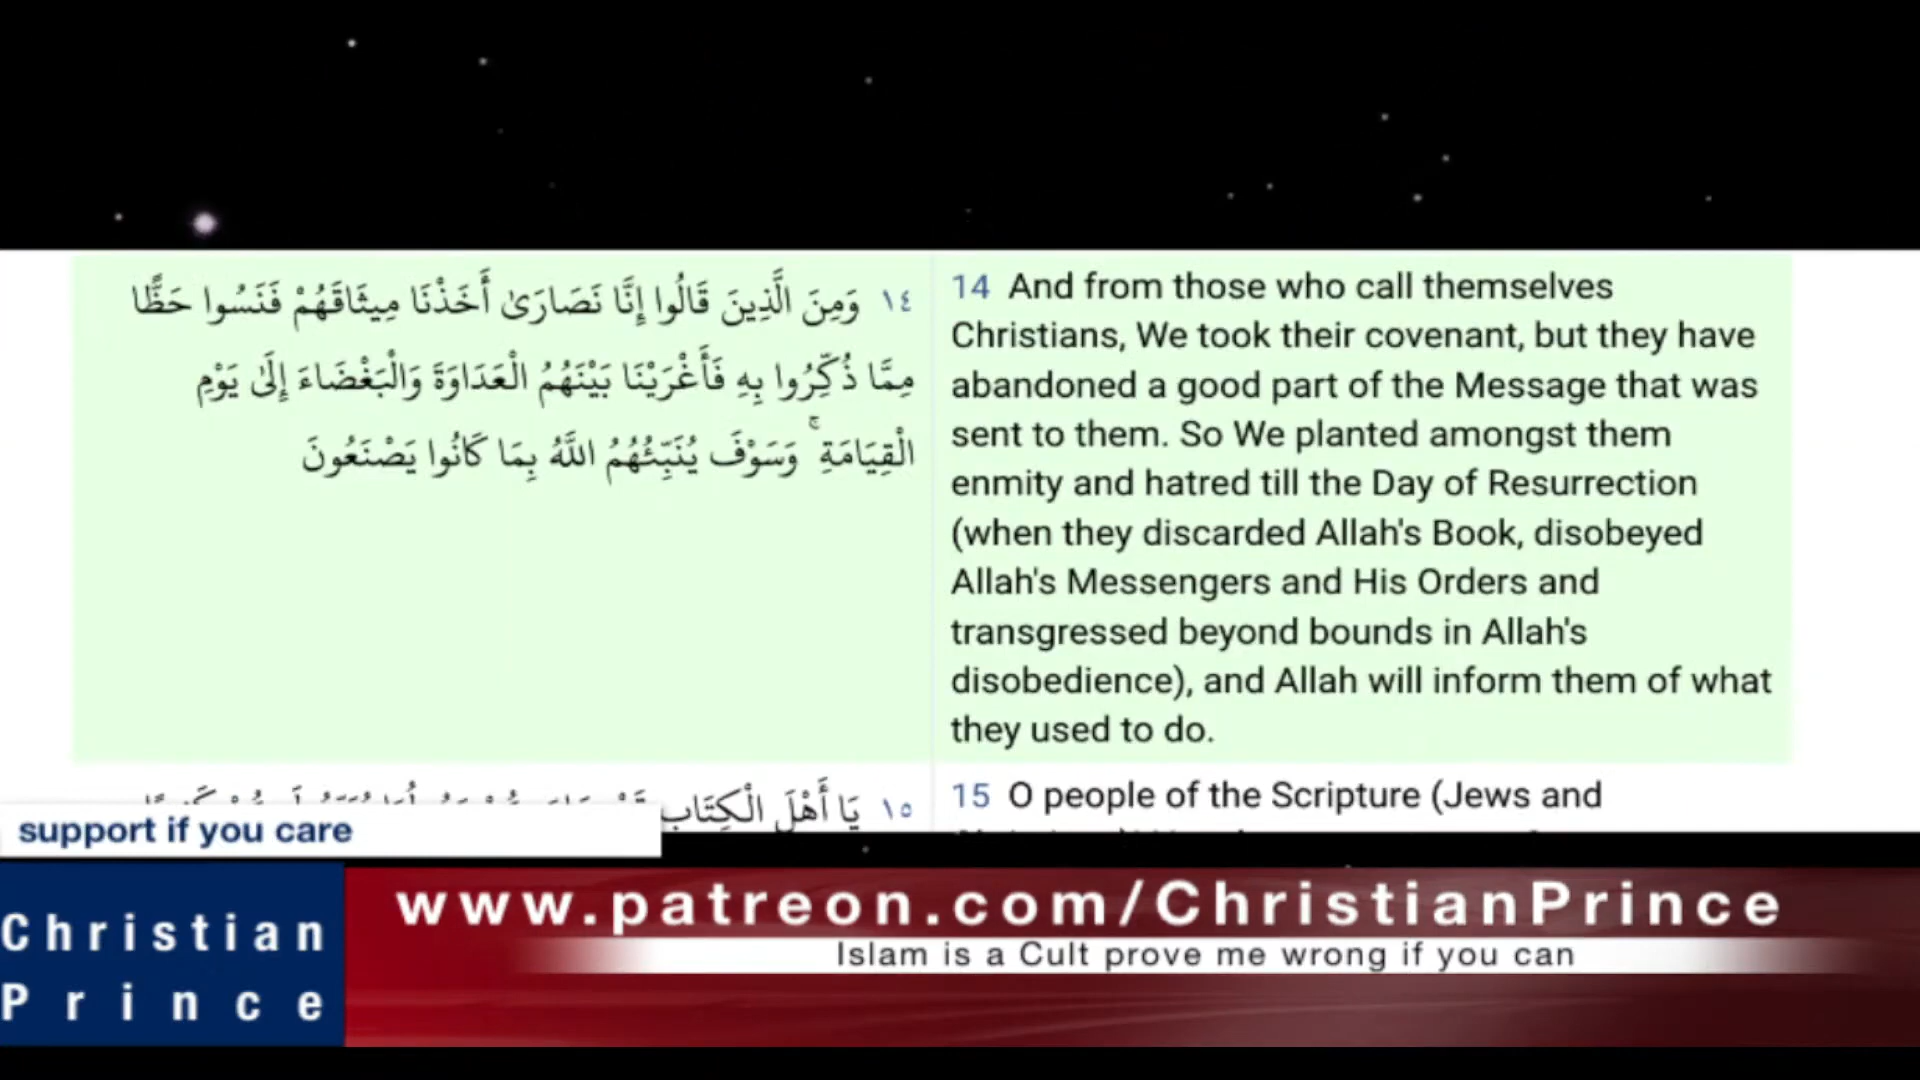 ١٤ وَمِنَ الَّذِينَ قَالُوا إِنَّا نَصَارَىٰ أَخَذْنَا مِيثَاقَهُمْ فَنَسُوا حَظًّا
مِمَّا ذُكِّرُوا بِهِ فَأَغْرَيْنَا بَيْنَهُمُ الْعَدَاوَةَ وَالْبَغْضَاءَ إِلَىٰ يَوْمِ
الْقِيَامَةِ ۚ وَسَوْفَ يُنَبِّئُهُمُ اللَّهُ بِمَا كَانُوا يَصْنَعُونَ
14 And from those who call themselves
Christians, We took their covenant, but they have
abandoned a good part of the Message that was
sent to them. So We planted amongst them
enmity and hatred till the Day of Resurrection
(when they discarded Allah's Book, disobeyed
Allah's Messengers and His Orders and
transgressed beyond bounds in Allah's
disobedience), and Allah will inform them of what
they used to do.
١٥ يَا أَهْلَ الْكِتَابِ
15 O people of the Scripture (Jews and
support if you care
Christian
Prince
www.patreon.com/ChristianPrince
Islam is a Cult prove me wrong if you can